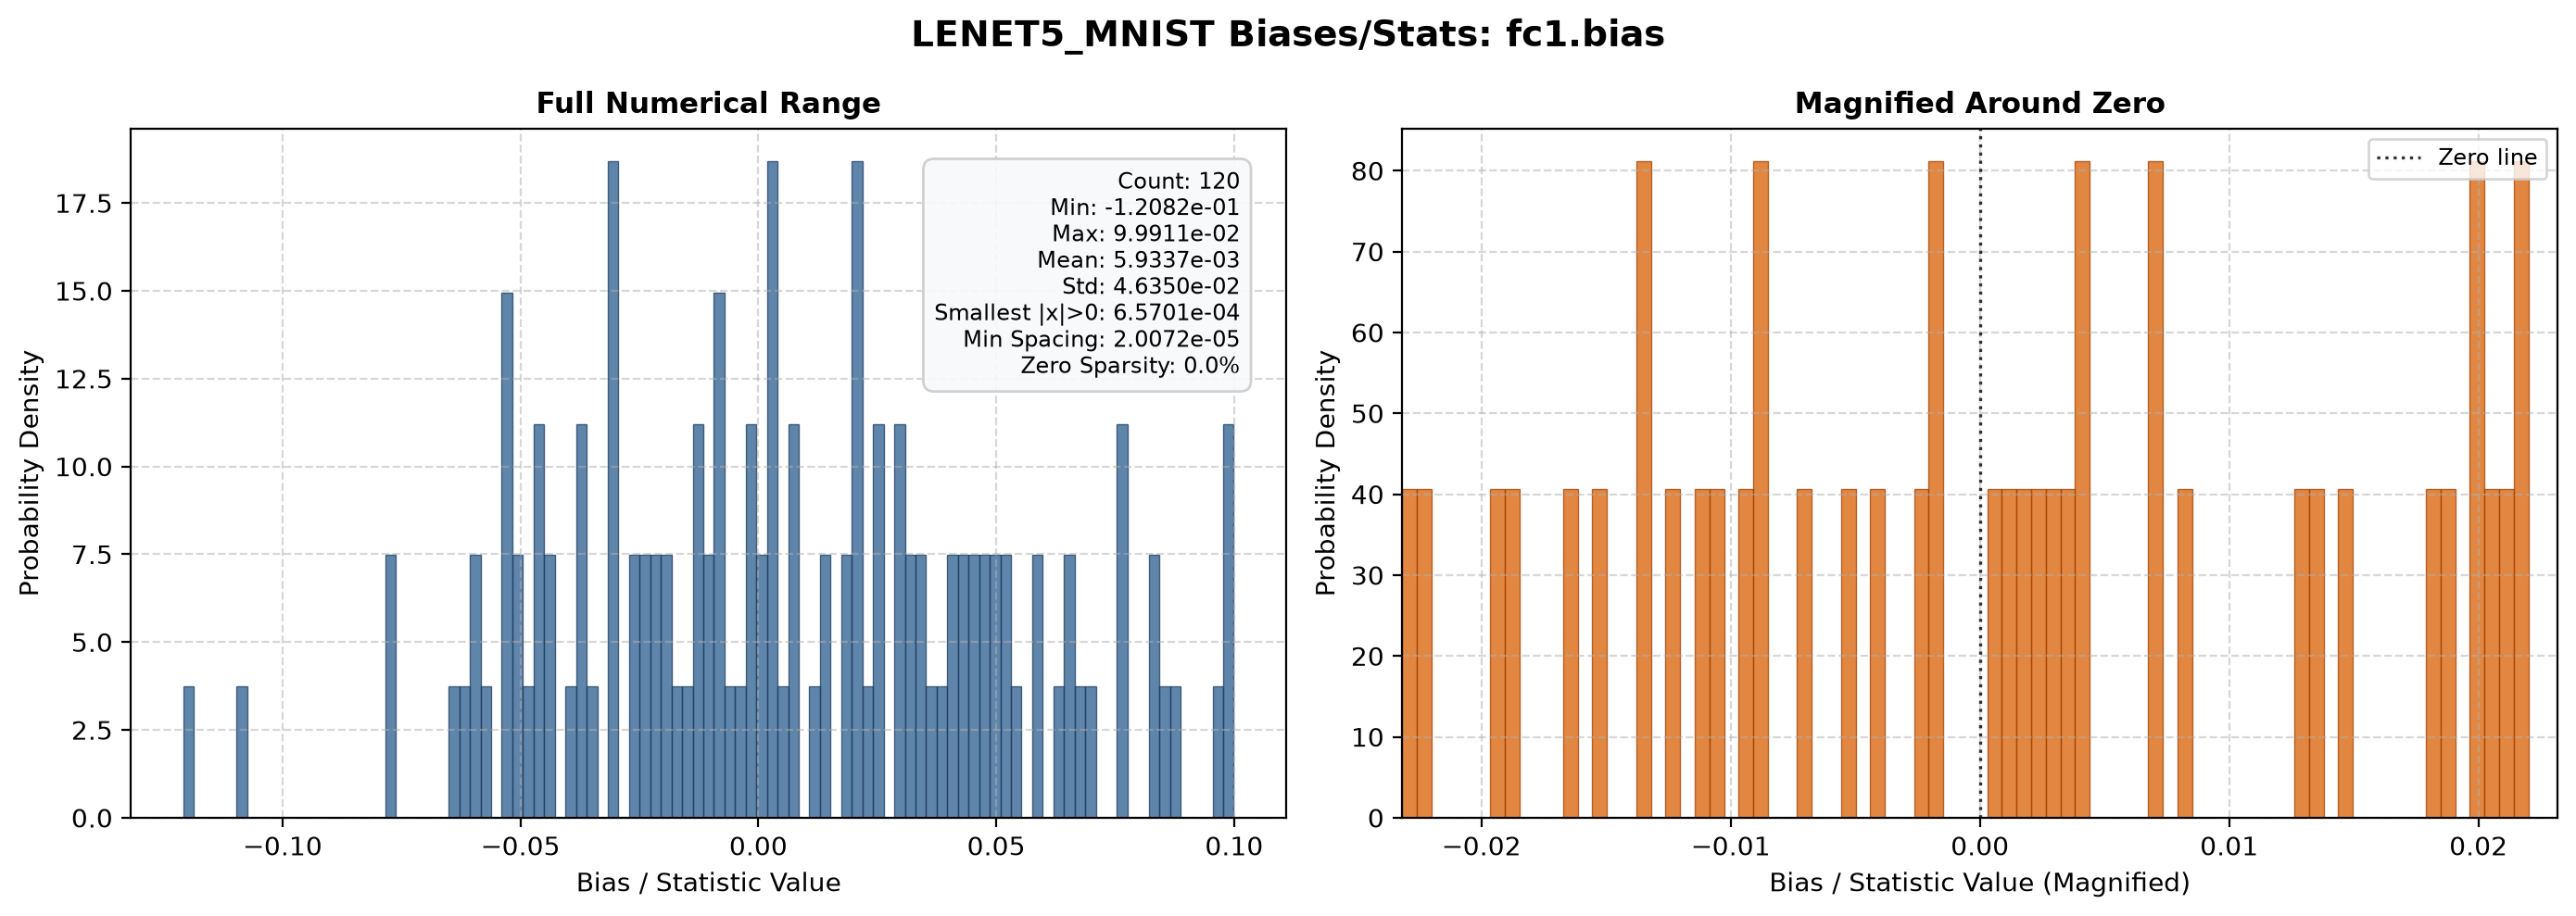 LENET5_MNIST Biases/Stats: fc1.bias
Full Numerical Range
Probability Density
17.5
15.0
12.5
10.0
7.5
5.0
2.5
0.0
Count: 120
Min: -1.2082e-01
Max: 9.9911e-02
Mean: 5.9337e-03
Std: 4.6350e-02
Smallest |x|>0: 6.5701e-04
Min Spacing: 2.0072e-05
Zero Sparsity: 0.0%
−0.10 −0.05 0.00 0.05 0.10
Bias / Statistic Value
Magnified Around Zero
Probability Density
80
70
60
50
40
30
20
10
0
Zero line
−0.02 −0.01 0.00 0.01 0.02
Bias / Statistic Value (Magnified)